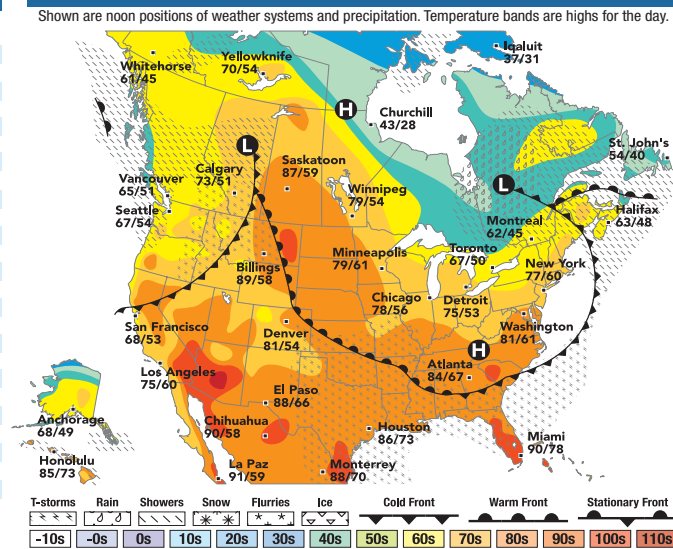 Shown are noon positions of weather systems and precipitation. Temperature bands are highs for the day.
Iqaluit
37/31
Whitehorse
61/45
Yellowknife
70/54
H
Churchill
43/28
St. John's
54/40
L
Calgary
73/51
Saskatoon
87/59
Vancouver
65/51
Winnipeg
79/54
L
Seattle
67/54
Halifax
63/48
Montreal
62/45
Billings
89/58
Minneapolis
79/61
Toronto
67/50
New York
77/60
Chicago
78/56
Detroit
75/53
San Francisco
68/53
Denver
81/54
Washington
81/61
H
Los Angeles
75/60
Atlanta
84/67
El Paso
88/66
Anchorage
68/49
Chihuahua
90/58
Houston
86/73
Miami
90/78
Honolulu
85/73
La Paz
91/59
Monterrey
88/70
T-storms Rain Showers Snow Flurries Ice Cold Front Warm Front Stationary Front
-10s -0s 0s 10s 20s 30s 40s 50s 60s 70s 80s 90s 100s 110s